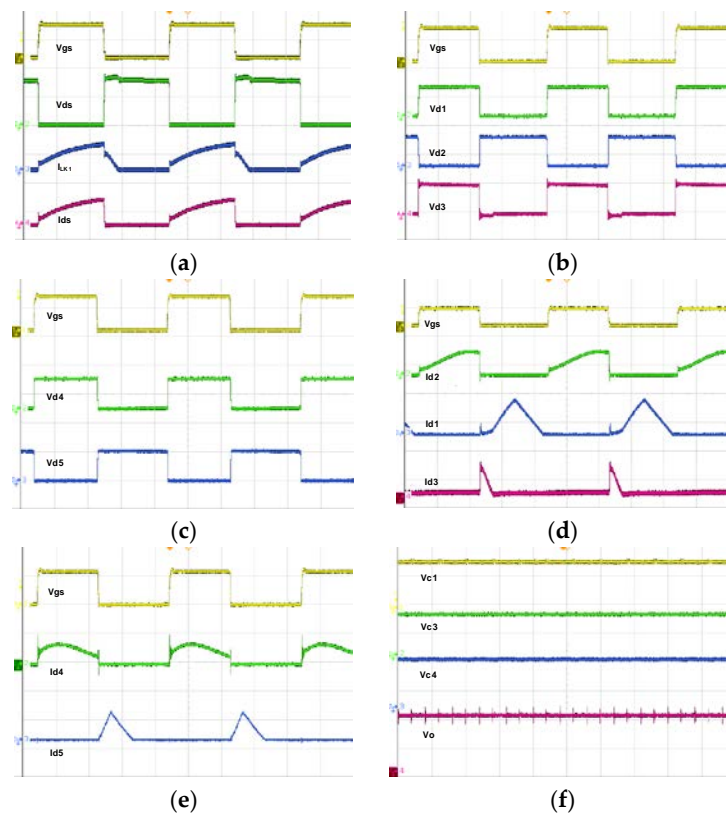 Vgs
Vds
ILK1
Ids
(a)
Vgs
Vd1
Vd2
Vd3
(b)
Vgs
Vd4
Vd5
(c)
Vgs
Id2
Id1
Id3
(d)
Vgs
Id4
Id5
(e)
Vc1
Vc3
Vc4
Vo
(f)